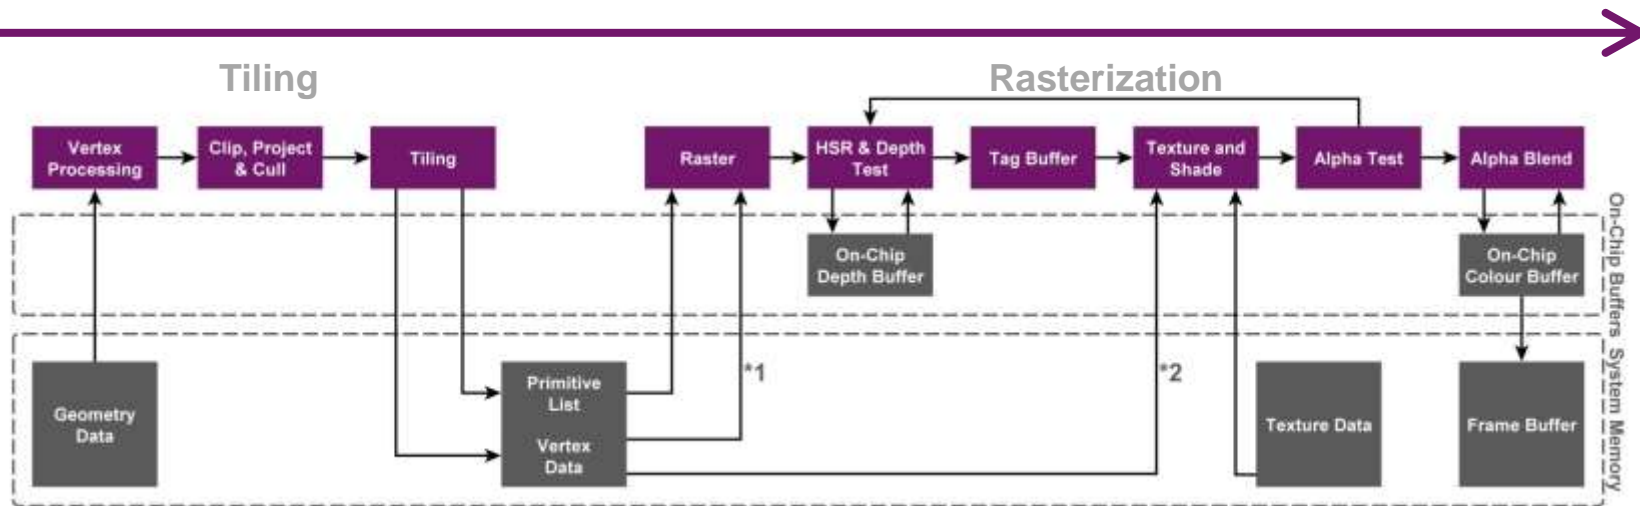 Tiling
Rasterization
Vertex
Processing
Clip, Project
& Cull
Tiling
Raster
HSR & Depth
Test
Tag Buffer
Texture and
Shade
Alpha Test
Alpha Blend
On-Chip
Depth Buffer
On-Chip
Colour Buffer
On-Chip Buffers
Geometry
Data
Primitive
List
Vertex
Data
*1
*2
Texture Data
Frame Buffer
System Memory